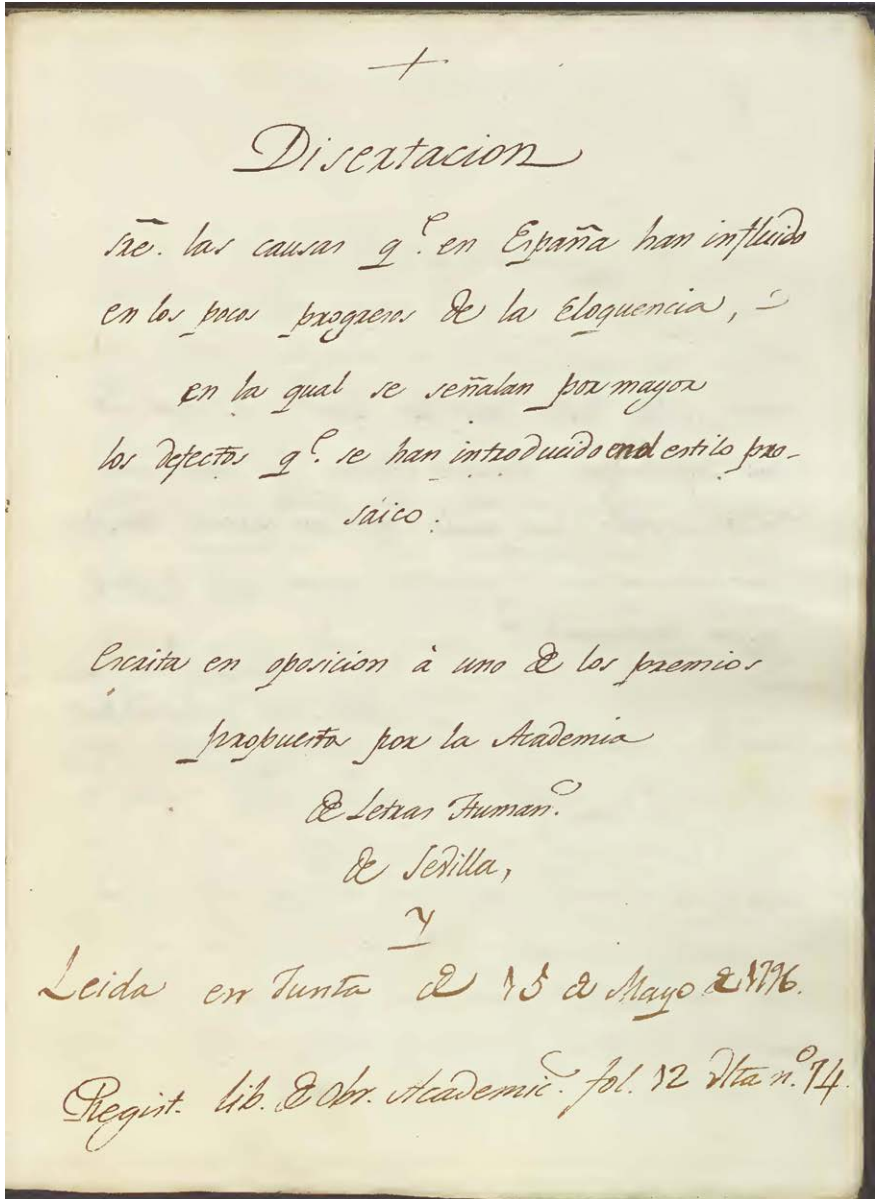 +
Disertacion
sre. las causas q.e en España han influido
en los pocos progresos de la Eloquencia, =
en la qual se señalan por mayor
los defectos q.e se han introducido en el estilo pro-
sáico.
Escrita en oposicion à uno de los premios
propuesto por la Academia
de Letras Human.s
de Sevilla,
y
Leida en Junta de 15 de Mayo de 1796.
Regist. lib. de Obr. Academic.s fol. 12 vlta n.o 74.